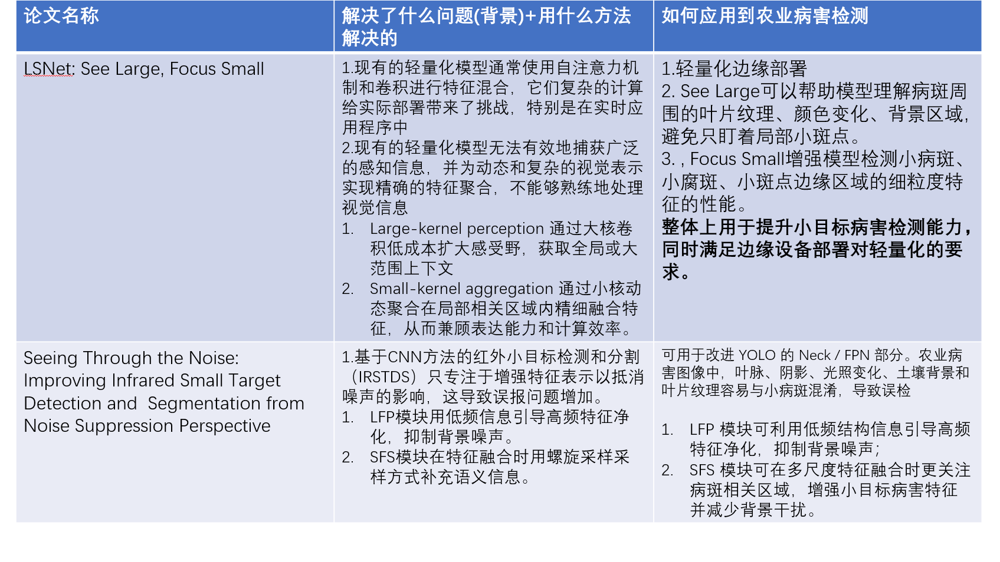 论文名称
解决了什么问题(背景)+用什么方法
解决的
如何应用到农业病害检测
LSNet: See Large, Focus Small
1.现有的轻量化模型通常使用自注意力机
制和卷积进行特征混合，它们复杂的计算
给实际部署带来了挑战，特别是在实时应
用程序中
2.现有的轻量化模型无法有效地捕获广泛
的感知信息，并为动态和复杂的视觉表示
实现精确的特征聚合，不能够熟练地处理
视觉信息
1. Large-kernel perception 通过大核卷
积低成本扩大感受野，获取全局或大
范围上下文
2. Small-kernel aggregation 通过小核动
态聚合在局部相关区域内精细融合特
征，从而兼顾表达能力和计算效率。
1.轻量化边缘部署
2. See Large可以帮助模型理解病斑周
围的叶片纹理、颜色变化、背景区域,
避免只盯着局部小斑点。
3. , Focus Small增强模型检测小病斑、
小腐斑、小斑点边缘区域的细粒度特
征的性能。
整体上用于提升小目标病害检测能力，
同时满足边缘设备部署对轻量化的要
求。
Seeing Through the Noise:
Improving Infrared Small Target
Detection and  Segmentation from
Noise Suppression Perspective
1.基于CNN方法的红外小目标检测和分割
（IRSTDS）只专注于增强特征表示以抵消
噪声的影响，这导致误报问题增加。
1. LFP模块用低频信息引导高频特征净
化，抑制背景噪声。
2. SFS模块在特征融合时用螺旋采样采
样方式补充语义信息。
可用于改进 YOLO 的 Neck / FPN 部分。农业病
害图像中，叶脉、阴影、光照变化、土壤背景和
叶片纹理容易与小病斑混淆，导致误检
1. LFP 模块可利用低频结构信息引导高频
特征净化，抑制背景噪声；
2. SFS 模块可在多尺度特征融合时更关注
病斑相关区域，增强小目标病害特征
并减少背景干扰。